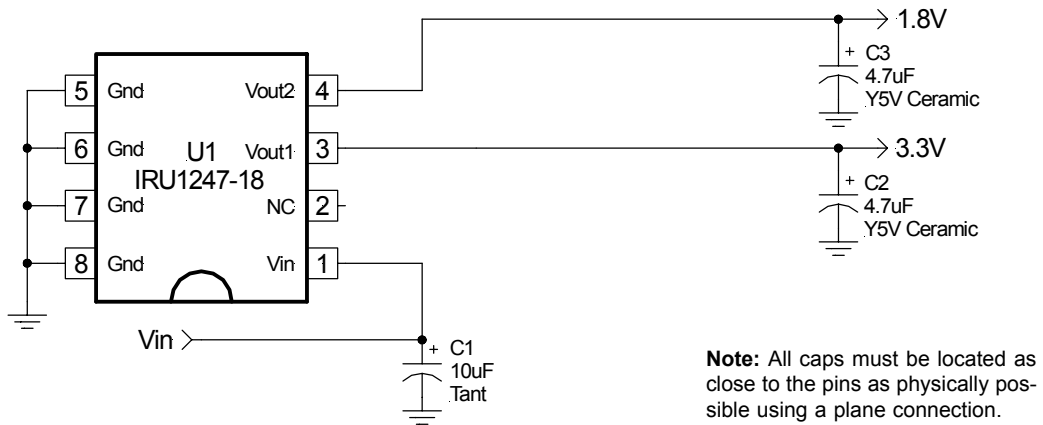 1.8V
+ C3
4.7uF
Y5V Ceramic
5 Gnd Vout2 4
6 Gnd Vout1 3
U1
IRU1247-18
3.3V
7 Gnd NC 2
+ C2
4.7uF
Y5V Ceramic
8 Gnd Vin 1
Vin
+ C1
10uF
Tant
Note: All caps must be located as
close to the pins as physically pos-
sible using a plane connection.